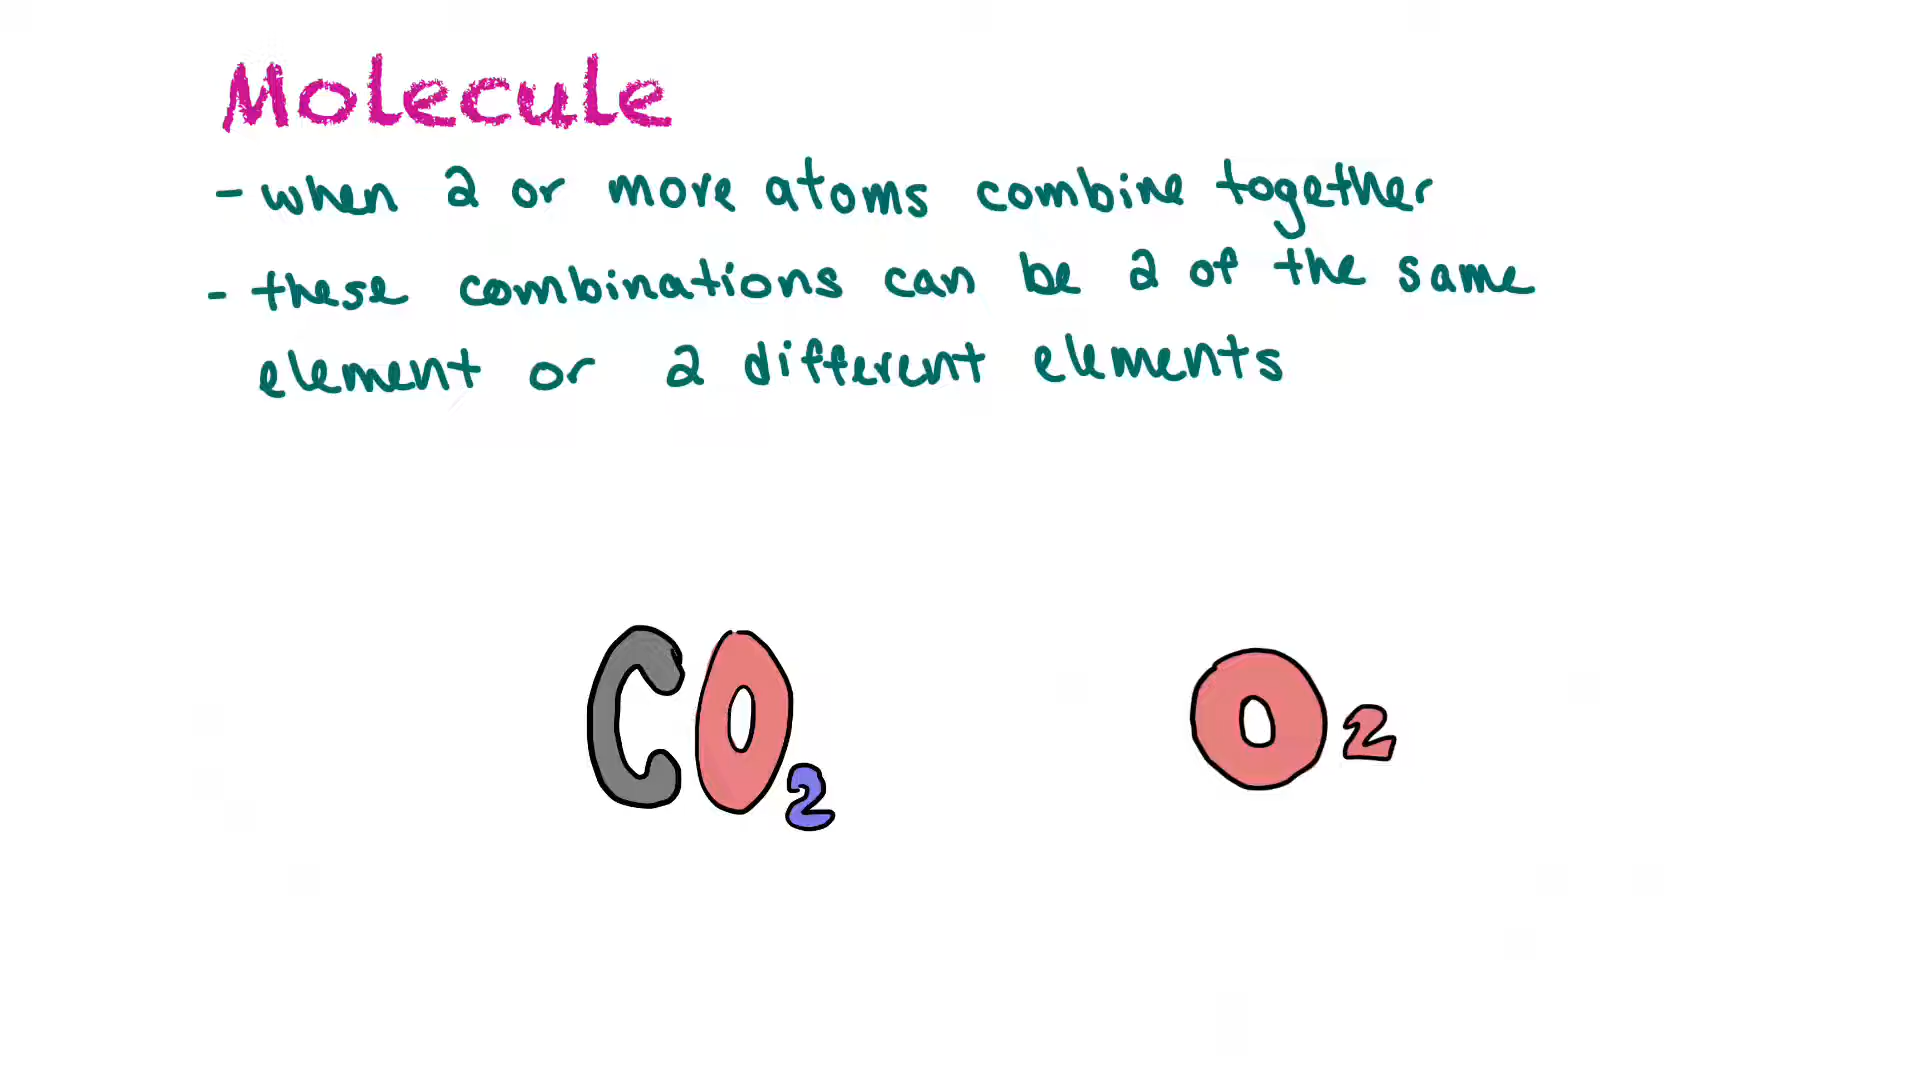 Molecule
- when 2 or more atoms combine together
- these combinations can be 2 of the same
element or 2 different elements
CO₂
O₂